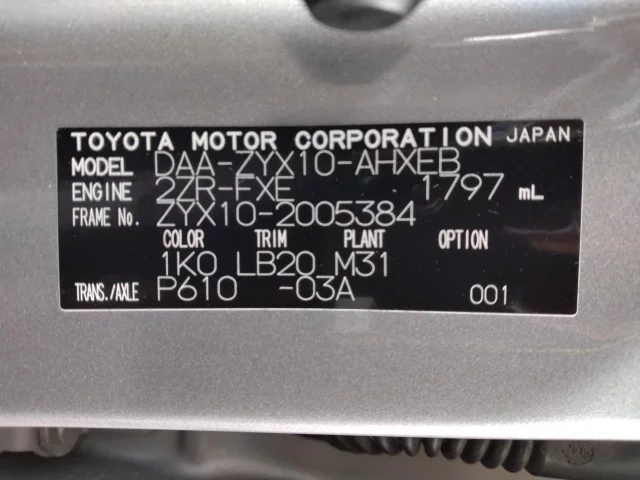 TOYOTA MOTOR CORPORATION JAPAN
MODEL DAA-ZYX10-AHXEB
ENGINE 2ZR-FXE 1797 mL
FRAME No. ZYX10-2005384
COLOR TRIM PLANT OPTION
1K0 LB20 M31
TRANS./AXLE P610 -03A 001